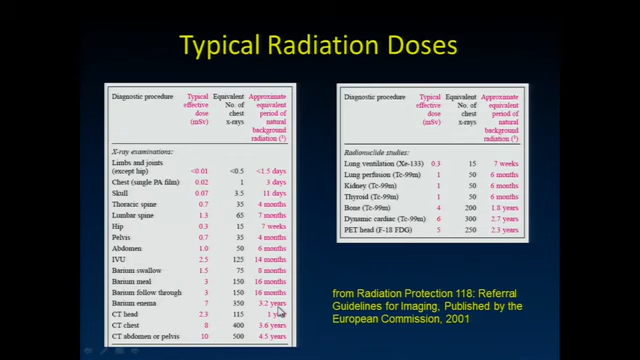 Typical Radiation Doses
Diagnostic procedure Typical effective dose (mSv) Equivalent No. of chest x-rays Approximate equivalent period of natural background radiation (¹)
X-ray examinations:
Limbs and joints (except hip) <0.01 <0.5 <1.5 days
Chest (single PA film) 0.02 1 3 days
Skull 0.07 3.5 11 days
Thoracic spine 0.7 35 4 months
Lumbar spine 1.3 65 7 months
Hip 0.3 15 7 weeks
Pelvis 0.7 35 4 months
Abdomen 1.0 50 6 months
IVU 2.5 125 14 months
Barium swallow 1.5 75 8 months
Barium meal 3 150 16 months
Barium follow through 3 150 16 months
Barium enema 7 350 3.2 years
CT head 2.3 115 1
CT chest 8 400 3.6 years
CT abdomen or pelvis 10 500 4.5 years
Diagnostic procedure Typical effective dose (mSv) Equivalent No. of chest x-rays Approximate equivalent period of natural background radiation (¹)
Radionuclide studies:
Lung ventilation (Xe-133) 0.3 15 7 weeks
Lung perfusion (Tc-99m) 1 50 6 months
Kidney (Tc-99m) 1 50 6 months
Thyroid (Tc-99m) 1 50 6 months
Bone (Tc-99m) 4 200 1.8 years
Dynamic cardiac (Tc-99m) 6 300 2.7 years
PET head (F-18 FDG) 5 250 2.3 years
from Radiation Protection 118: Referral
Guidelines for Imaging, Published by the
European Commission, 2001